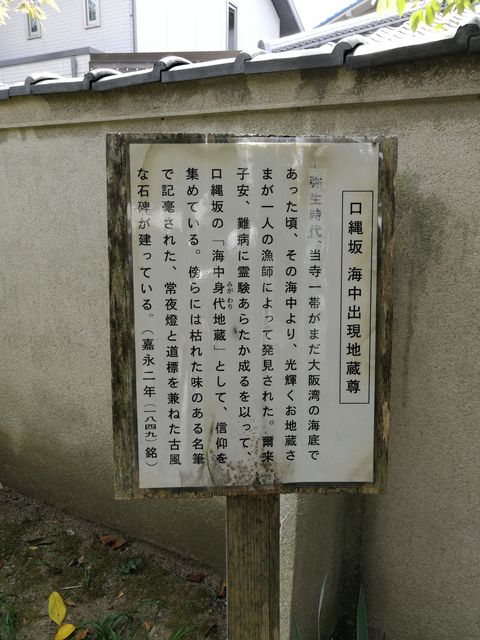 口縄坂 海中出現地蔵尊
弥生時代、当寺一帯がまだ大阪湾の海底で
あった頃、その海中より、光輝くお地蔵さ
まが一人の漁師によって発見された。爾来
子安、難病に霊験あらたか成るを以って、
口縄坂の「海中身代地蔵」として、信仰を
みがわり
集めている。傍らには枯れた味のある名筆
で記毫された、常夜燈と道標を兼ねた古風
な石碑が建っている。（嘉永二年（一八四九）銘）